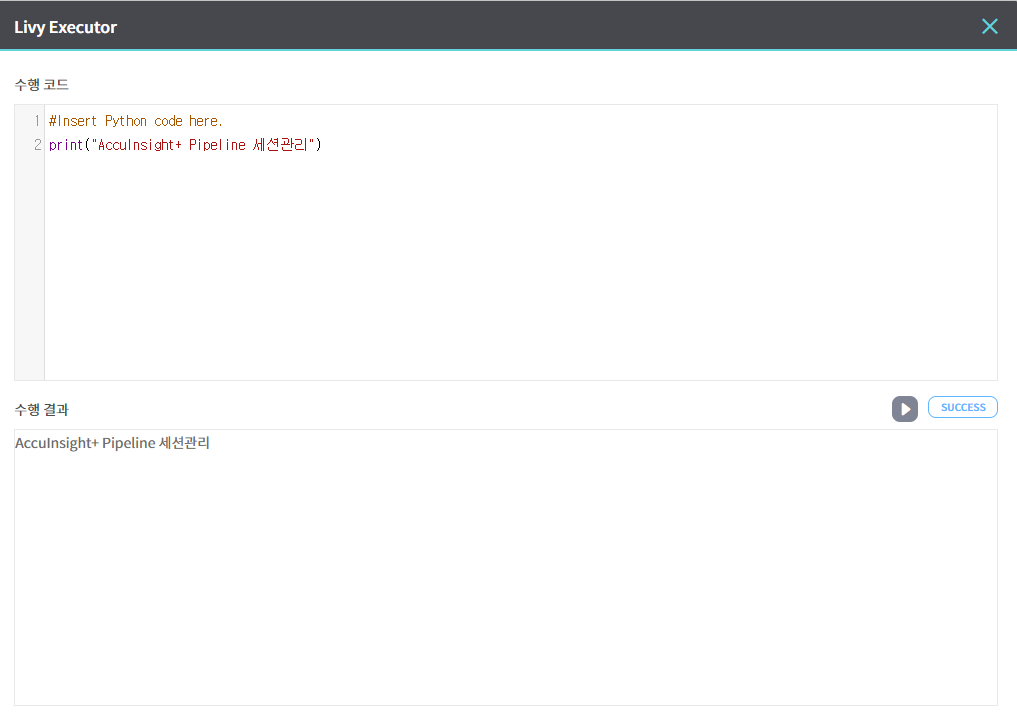 Livy Executor
수행 코드
1 #Insert Python code here.
2 print("AccuInsight+ Pipeline 세션관리")
수행 결과
SUCCESS
AccuInsight+ Pipeline 세션관리